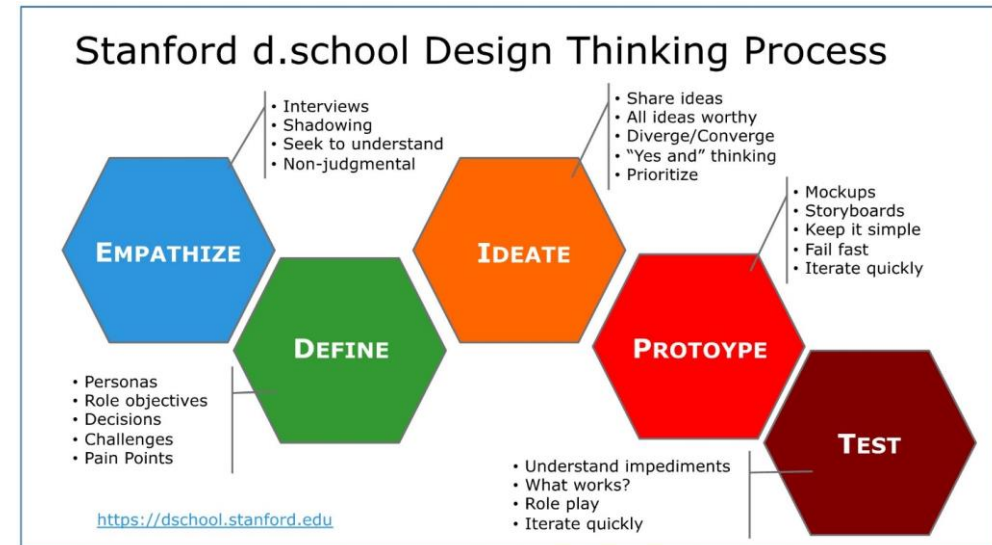 Stanford d.school Design Thinking Process
• Interviews
• Shadowing
• Seek to understand
• Non-judgmental
EMPATHIZE
• Personas
• Role objectives
• Decisions
• Challenges
• Pain Points
DEFINE
• Share ideas
• All ideas worthy
• Diverge/Converge
• “Yes and” thinking
• Prioritize
IDEATE
• Mockups
• Storyboards
• Keep it simple
• Fail fast
• Iterate quickly
PROTOYPE
• Understand impediments
• What works?
• Role play
• Iterate quickly
TEST
https://dschool.stanford.edu